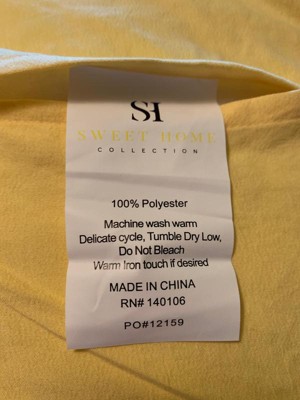 SH
SWEET HOME
COLLECTION
100% Polyester
Machine wash warm
Delicate cycle, Tumble Dry Low,
Do Not Bleach
Warm Iron touch if desired
MADE IN CHINA
RN# 140106
PO#12159